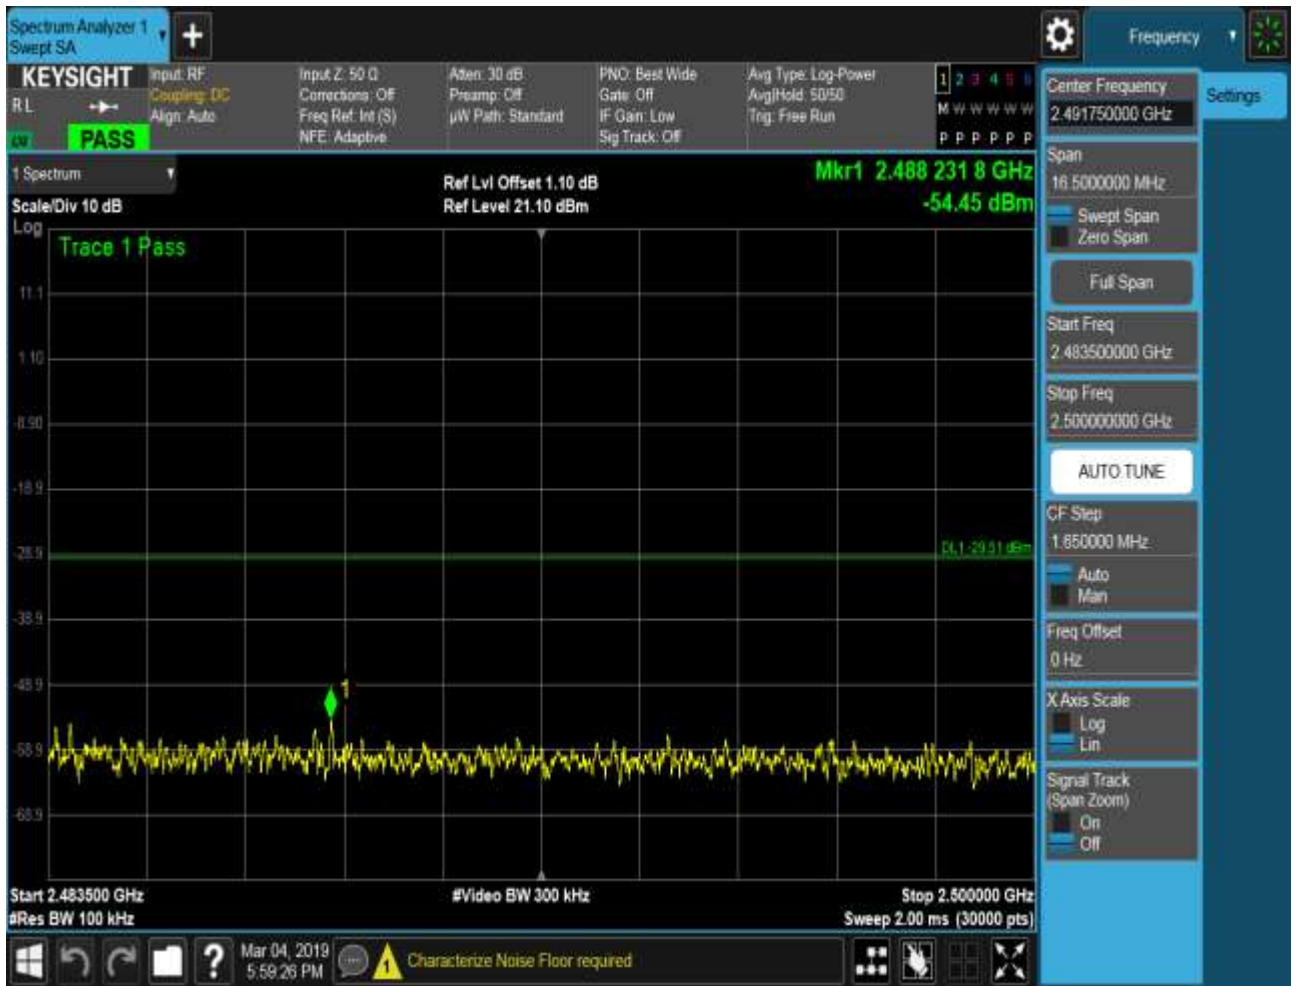 Spectrum Analyzer 1
Swept SA
Frequency
KEYSIGHT
R L
PASS
Input: RF
Coupling: DC
Align: Auto
Input Z: 50 Ω
Corrections: Off
Freq Ref: Int (S)
NFE: Adaptive
Atten: 30 dB
Preamp: Off
µW Path: Standard
PNO: Best Wide
Gate: Off
IF Gain: Low
Sig Track: Off
Avg Type: Log-Power
Avg|Hold: 50/50
Trig: Free Run
1 2 3 4 5 6
M W W W W W
P P P P P P
1 Spectrum
Scale/Div 10 dB
Log
Ref Lvl Offset 1.10 dB
Ref Level 21.10 dBm
Mkr1 2.488 231 8 GHz
-54.45 dBm
Trace 1 Pass
11.1
1.10
-8.90
-18.9
-28.9
DL1 -29.51 dBm
-38.9
-48.9
1
-58.9
-68.9
Start 2.483500 GHz
#Video BW 300 kHz
Stop 2.500000 GHz
#Res BW 100 kHz
Sweep 2.00 ms (30000 pts)
Center Frequency
2.491750000 GHz
Settings
Span
16.5000000 MHz
Swept Span
Zero Span
Full Span
Start Freq
2.483500000 GHz
Stop Freq
2.500000000 GHz
AUTO TUNE
CF Step
1.650000 MHz
Auto
Man
Freq Offset
0 Hz
X Axis Scale
Log
Lin
Signal Track
(Span Zoom)
On
Off
?
Mar 04, 2019
5:59:26 PM
1
Characterize Noise Floor required